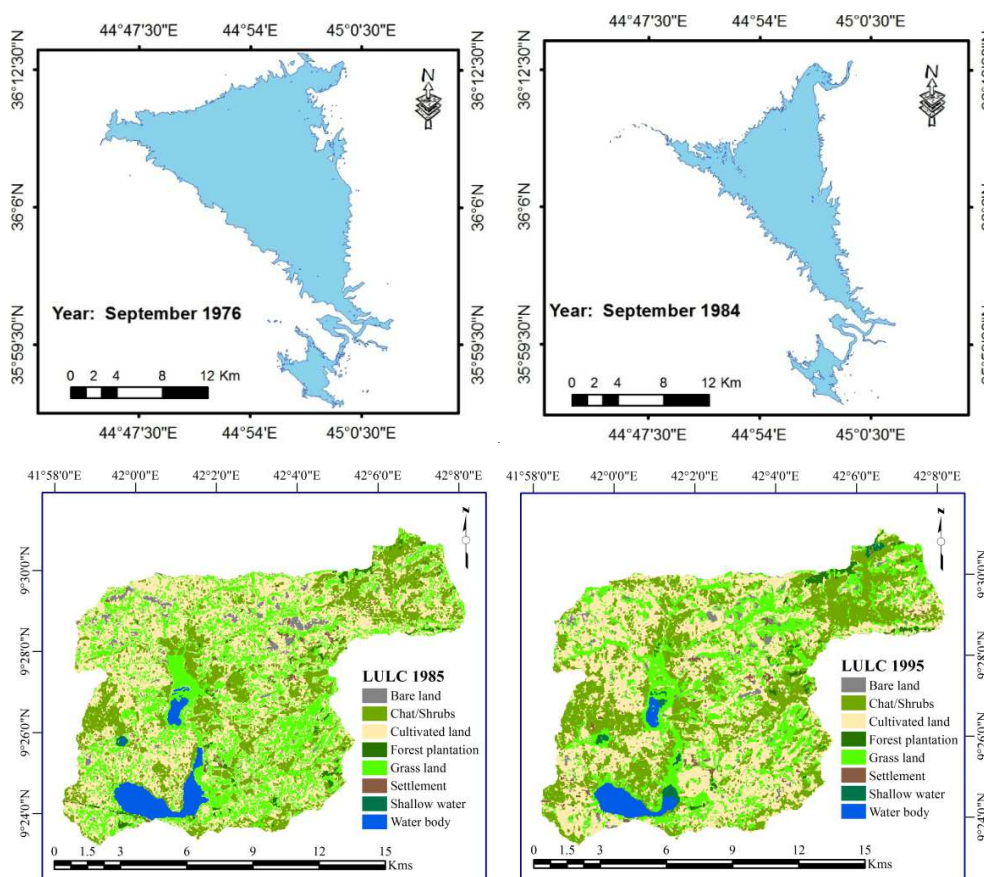 44°47'30"E 44°54'E 45°0'30"E
36°12'30"N 36°6'N 35°59'30"N
36°12'30"N 36°6'N 35°59'30"N
N
Year: September 1976
0 2 4 8 12 Km
44°47'30"E 44°54'E 45°0'30"E
44°47'30"E 44°54'E 45°0'30"E
36°12'30"N 36°6'N 35°59'30"N
N
Year: September 1984
0 2 4 8 12 Km
44°47'30"E 44°54'E 45°0'30"E
41°58'0"E 42°0'0"E 42°2'0"E 42°4'0"E 42°6'0"E 42°8'0"E
9°30'0"N 9°28'0"N 9°26'0"N 9°24'0"N
LULC 1985
Bare land
Chat/Shrubs
Cultivated land
Forest plantation
Grass land
Settlement
Shallow water
Water body
0 1.5 3 6 9 12 15
Kms
41°58'0"E 42°0'0"E 42°2'0"E 42°4'0"E 42°6'0"E 42°8'0"E
LULC 1995
Bare land
Chat/Shrubs
Cultivated land
Forest plantation
Grass land
Settlement
Shallow water
Water body
0 1.5 3 6 9 12 15
Kms